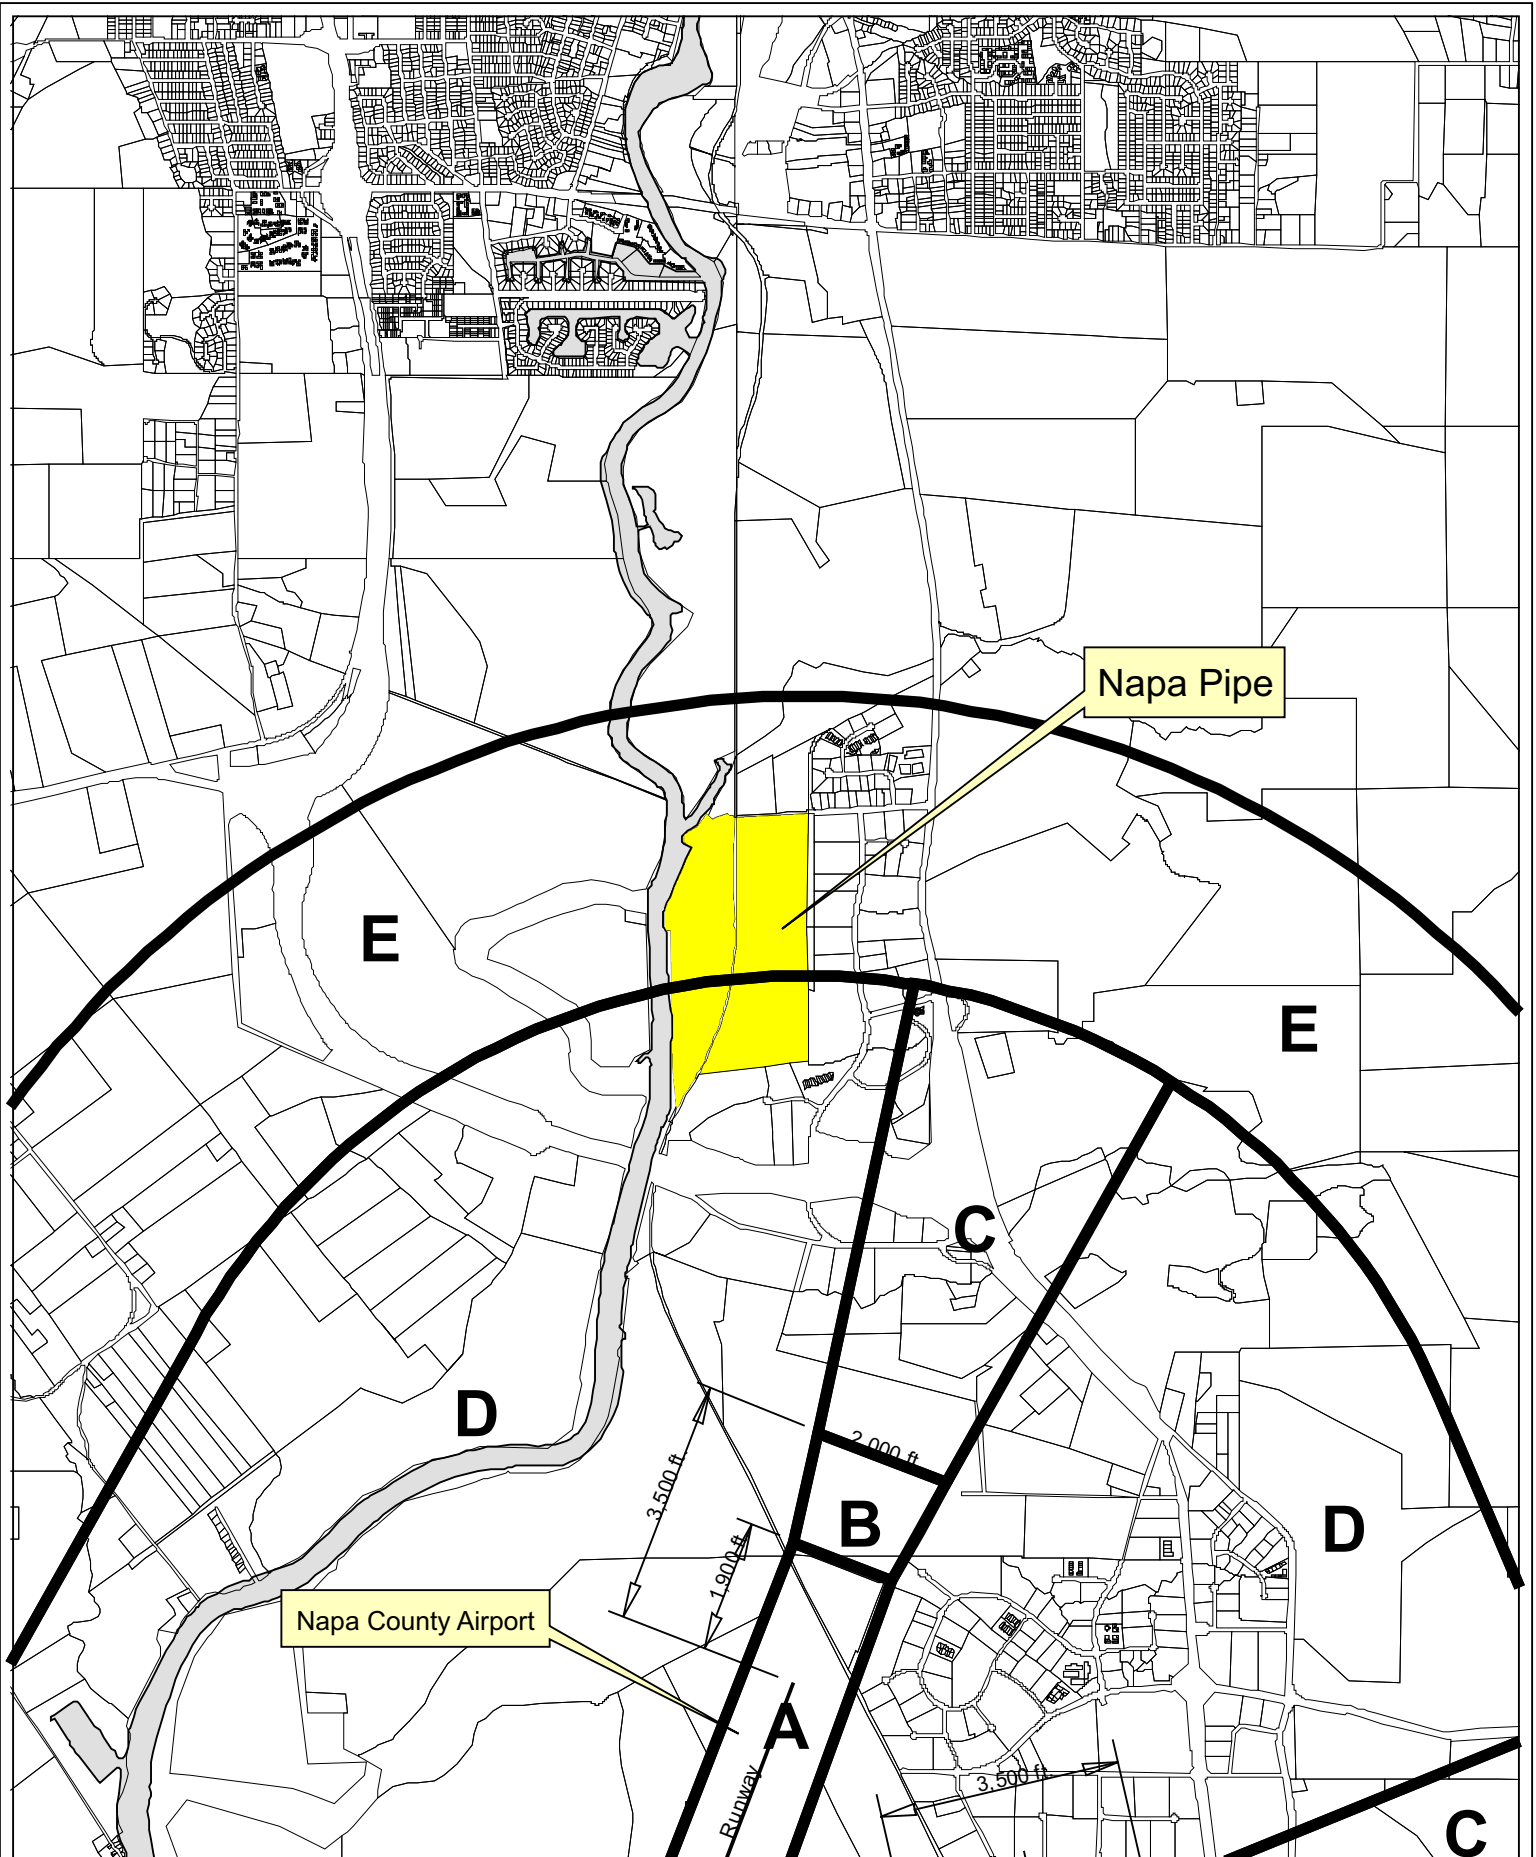 Napa Pipe
E
E
C
D
2,000 ft.
3,500 ft.
B
D
1,900 ft.
Napa County Airport
A
3,500 ft.
Runway
C